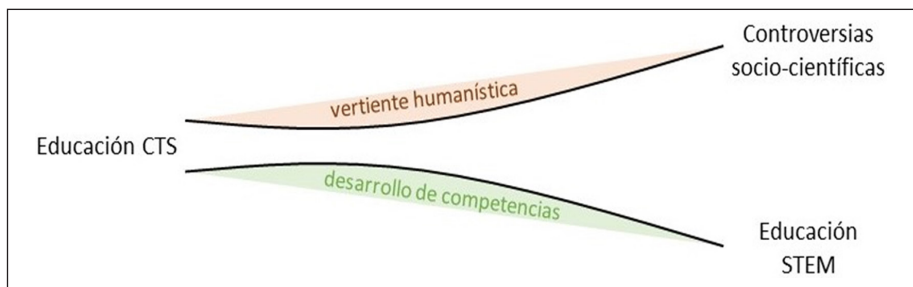 Controversias
socio-científicas
vertiente humanística
Educación CTS
desarrollo de competencias
Educación
STEM